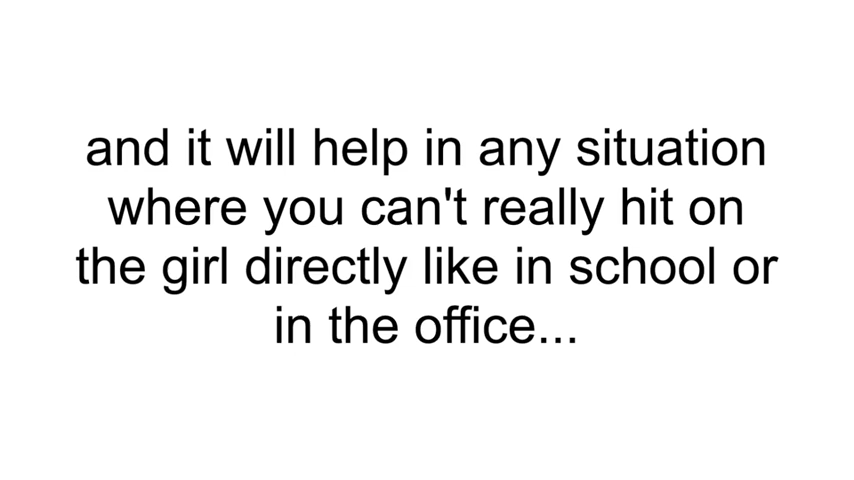 and it will help in any situation
where you can't really hit on
the girl directly like in school or
in the office...